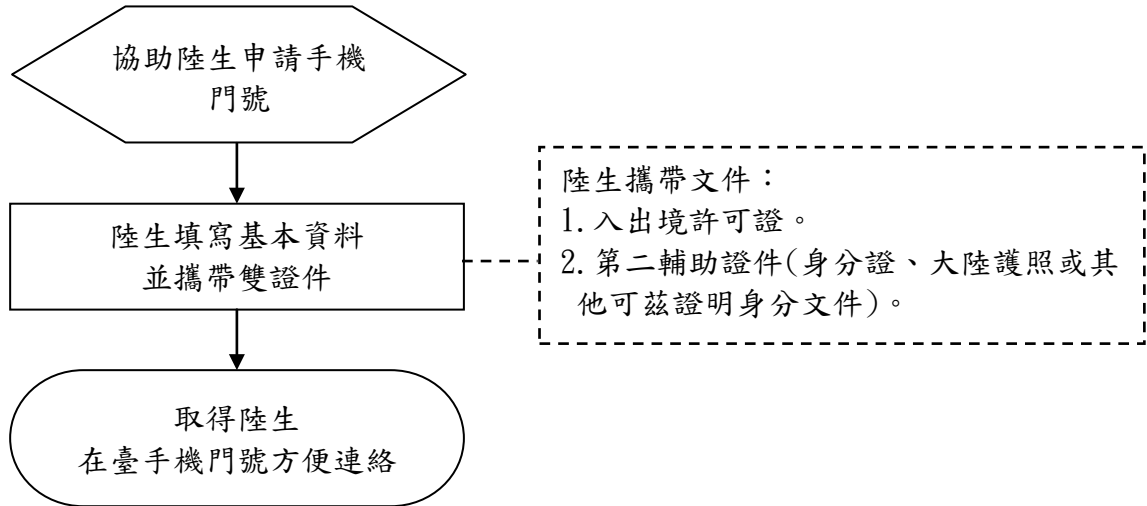 協助陸生申請手機
門號
陸生填寫基本資料
並攜帶雙證件
陸生攜帶文件：
1.入出境許可證。
2.第二輔助證件(身分證、大陸護照或其
他可茲證明身分文件)。
取得陸生
在臺手機門號方便連絡